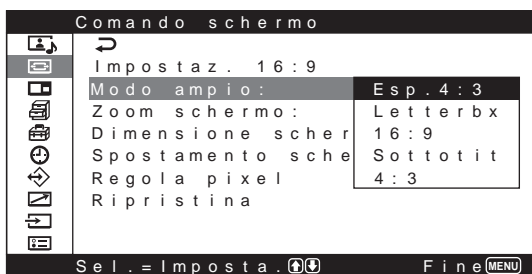 Comando schermo
Impostaz. 16:9
Modo ampio: Esp.4:3
Zoom schermo: Letterbx
Dimensione scher 16:9
Spostamento sche Sottotit
Regola pixel 4:3
Ripristina
Sel.=Imposta. Fine MENU